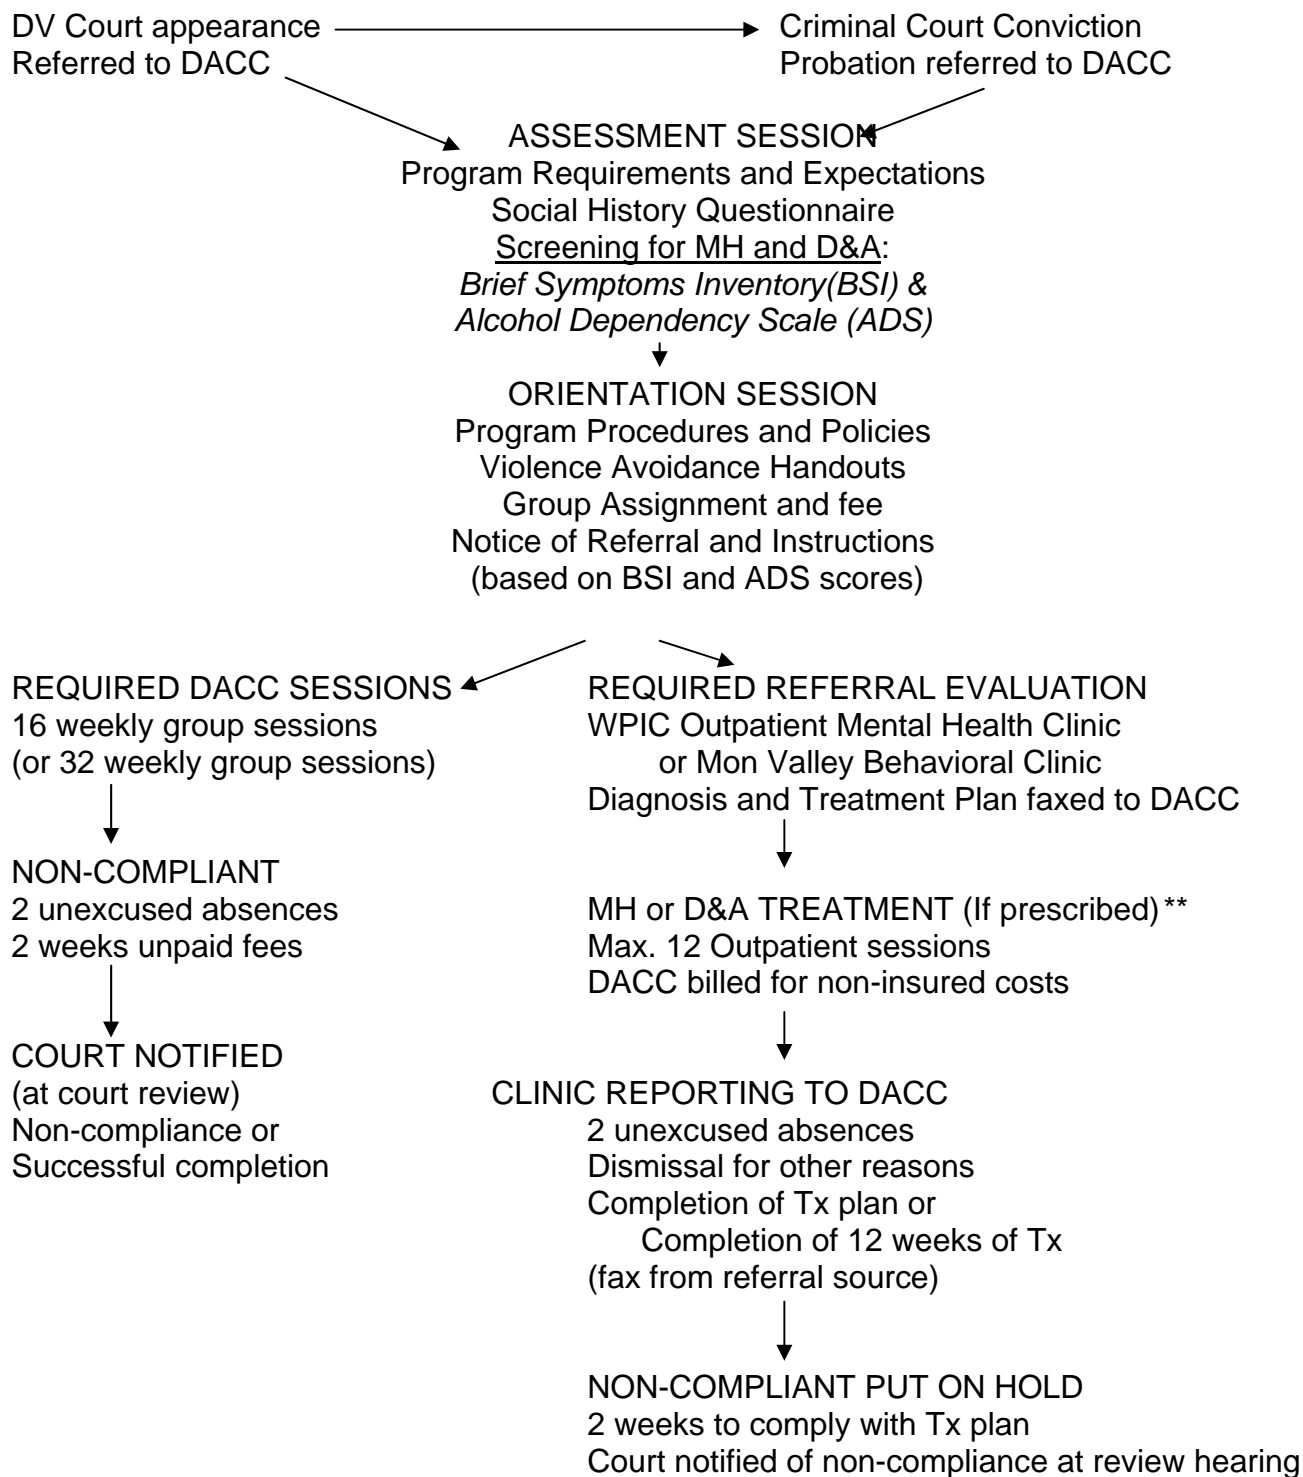 DV Court appearance
Referred to DACC
Criminal Court Conviction
Probation referred to DACC
ASSESSMENT SESSION
Program Requirements and Expectations
Social History Questionnaire
Screening for MH and D&A:
Brief Symptoms Inventory(BSI) &
Alcohol Dependency Scale (ADS)
ORIENTATION SESSION
Program Procedures and Policies
Violence Avoidance Handouts
Group Assignment and fee
Notice of Referral and Instructions
(based on BSI and ADS scores)
REQUIRED DACC SESSIONS
16 weekly group sessions
(or 32 weekly group sessions)
NON-COMPLIANT
2 unexcused absences
2 weeks unpaid fees
COURT NOTIFIED
(at court review)
Non-compliance or
Successful completion
REQUIRED REFERRAL EVALUATION
WPIC Outpatient Mental Health Clinic
or Mon Valley Behavioral Clinic
Diagnosis and Treatment Plan faxed to DACC
MH or D&A TREATMENT (If prescribed)**
Max. 12 Outpatient sessions
DACC billed for non-insured costs
CLINIC REPORTING TO DACC
2 unexcused absences
Dismissal for other reasons
Completion of Tx plan or
Completion of 12 weeks of Tx
(fax from referral source)
NON-COMPLIANT PUT ON HOLD
2 weeks to comply with Tx plan
Court notified of non-compliance at review hearing